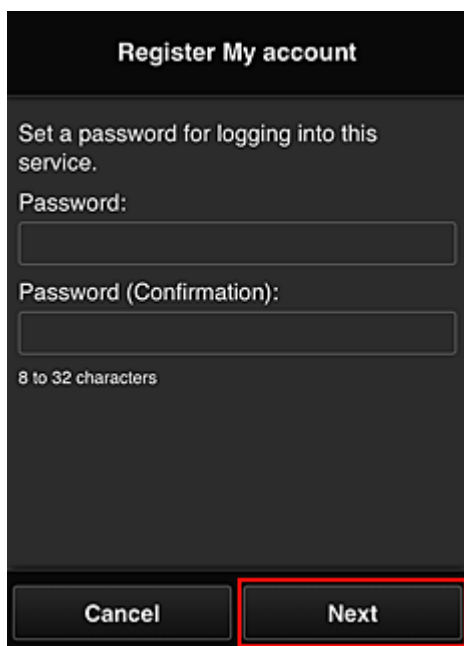 Register My account
Set a password for logging into this
service.
Password:
Password (Confirmation):
8 to 32 characters
Cancel
Next